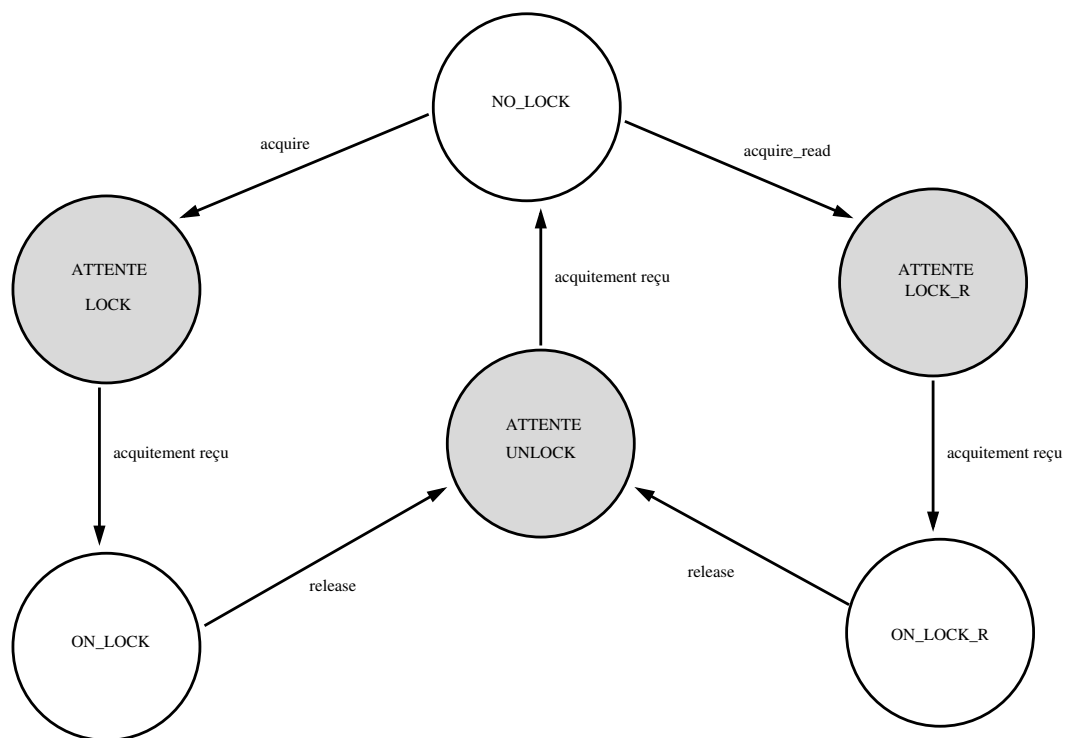 NO_LOCK
acquire
acquire_read
ATTENTE
LOCK
ATTENTE
LOCK_R
acquitement reçu
ATTENTE
UNLOCK
acquitement reçu
acquitement reçu
release
release
ON_LOCK
ON_LOCK_R